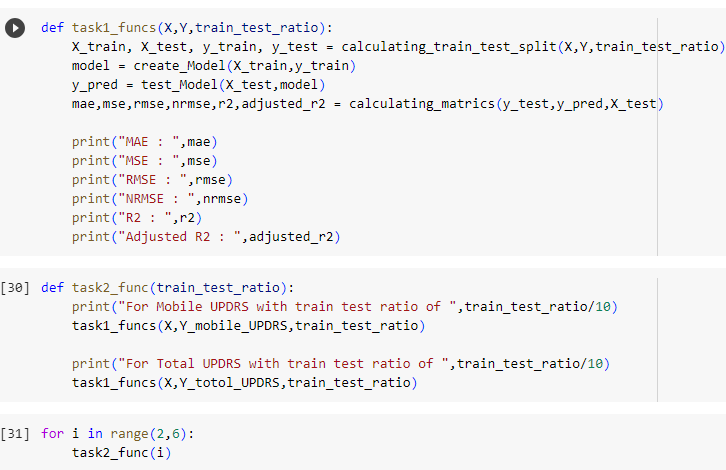 def task1_funcs(X,Y,train_test_ratio):
    X_train, X_test, y_train, y_test = calculating_train_test_split(X,Y,train_test_ratio)
    model = create_Model(X_train,y_train)
    y_pred = test_Model(X_test,model)
    mae,mse,rmse,nrmse,r2,adjusted_r2 = calculating_matrics(y_test,y_pred,X_test)

    print("MAE : ",mae)
    print("MSE : ",mse)
    print("RMSE : ",rmse)
    print("NRMSE : ",nrmse)
    print("R2 : ",r2)
    print("Adjusted R2 : ",adjusted_r2)

[30] def task2_func(train_test_ratio):
    print("For Mobile UPDRS with train test ratio of ",train_test_ratio/10)
    task1_funcs(X,Y_mobile_UPDRS,train_test_ratio)

    print("For Total UPDRS with train test ratio of ",train_test_ratio/10)
    task1_funcs(X,Y_totol_UPDRS,train_test_ratio)

[31] for i in range(2,6):
    task2_func(i)